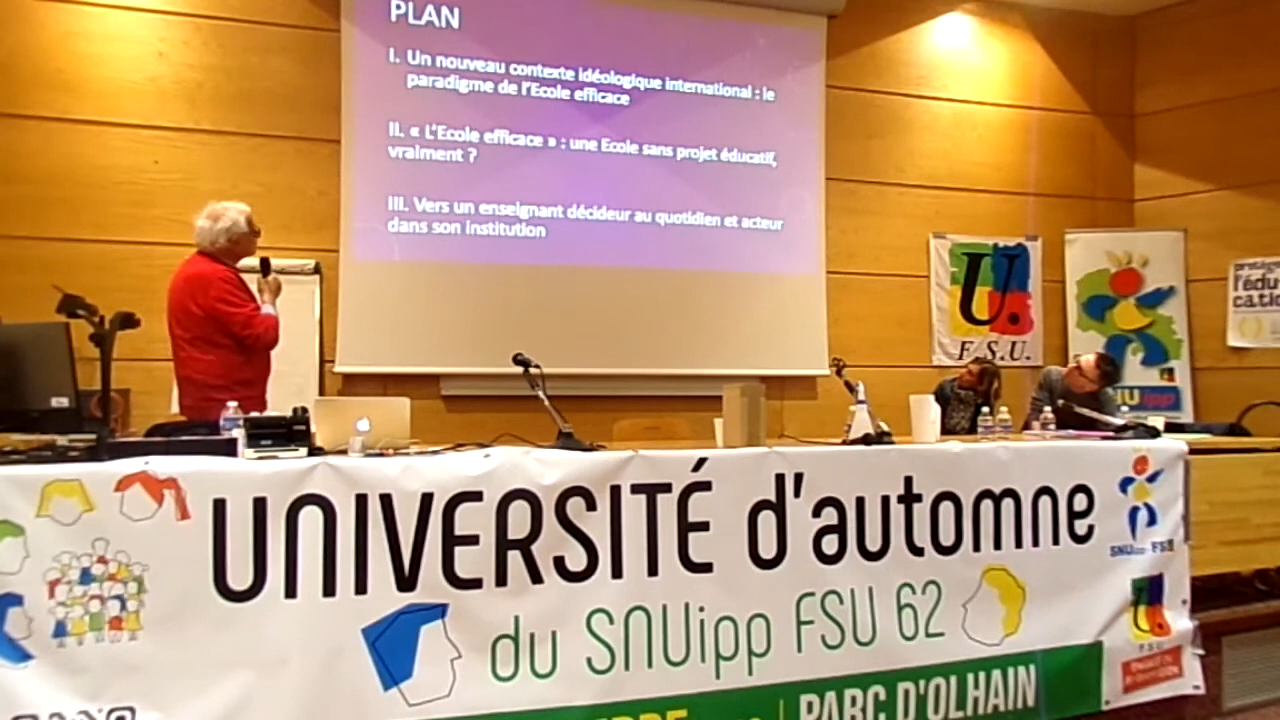 PLAN
I. Un nouveau contexte idéologique international : le
paradigme de l'Ecole efficace
II. « L'Ecole efficace » : une Ecole sans projet éducatif,
vraiment ?
III. Vers un enseignant décideur au quotidien et acteur
dans son institution
U.
F.S.U.
l'édu
catio
UNIVERSITÉ d'automne
du SNUipp FSU 62
SNUipp FSU
F S U
PARC D'OLHAIN